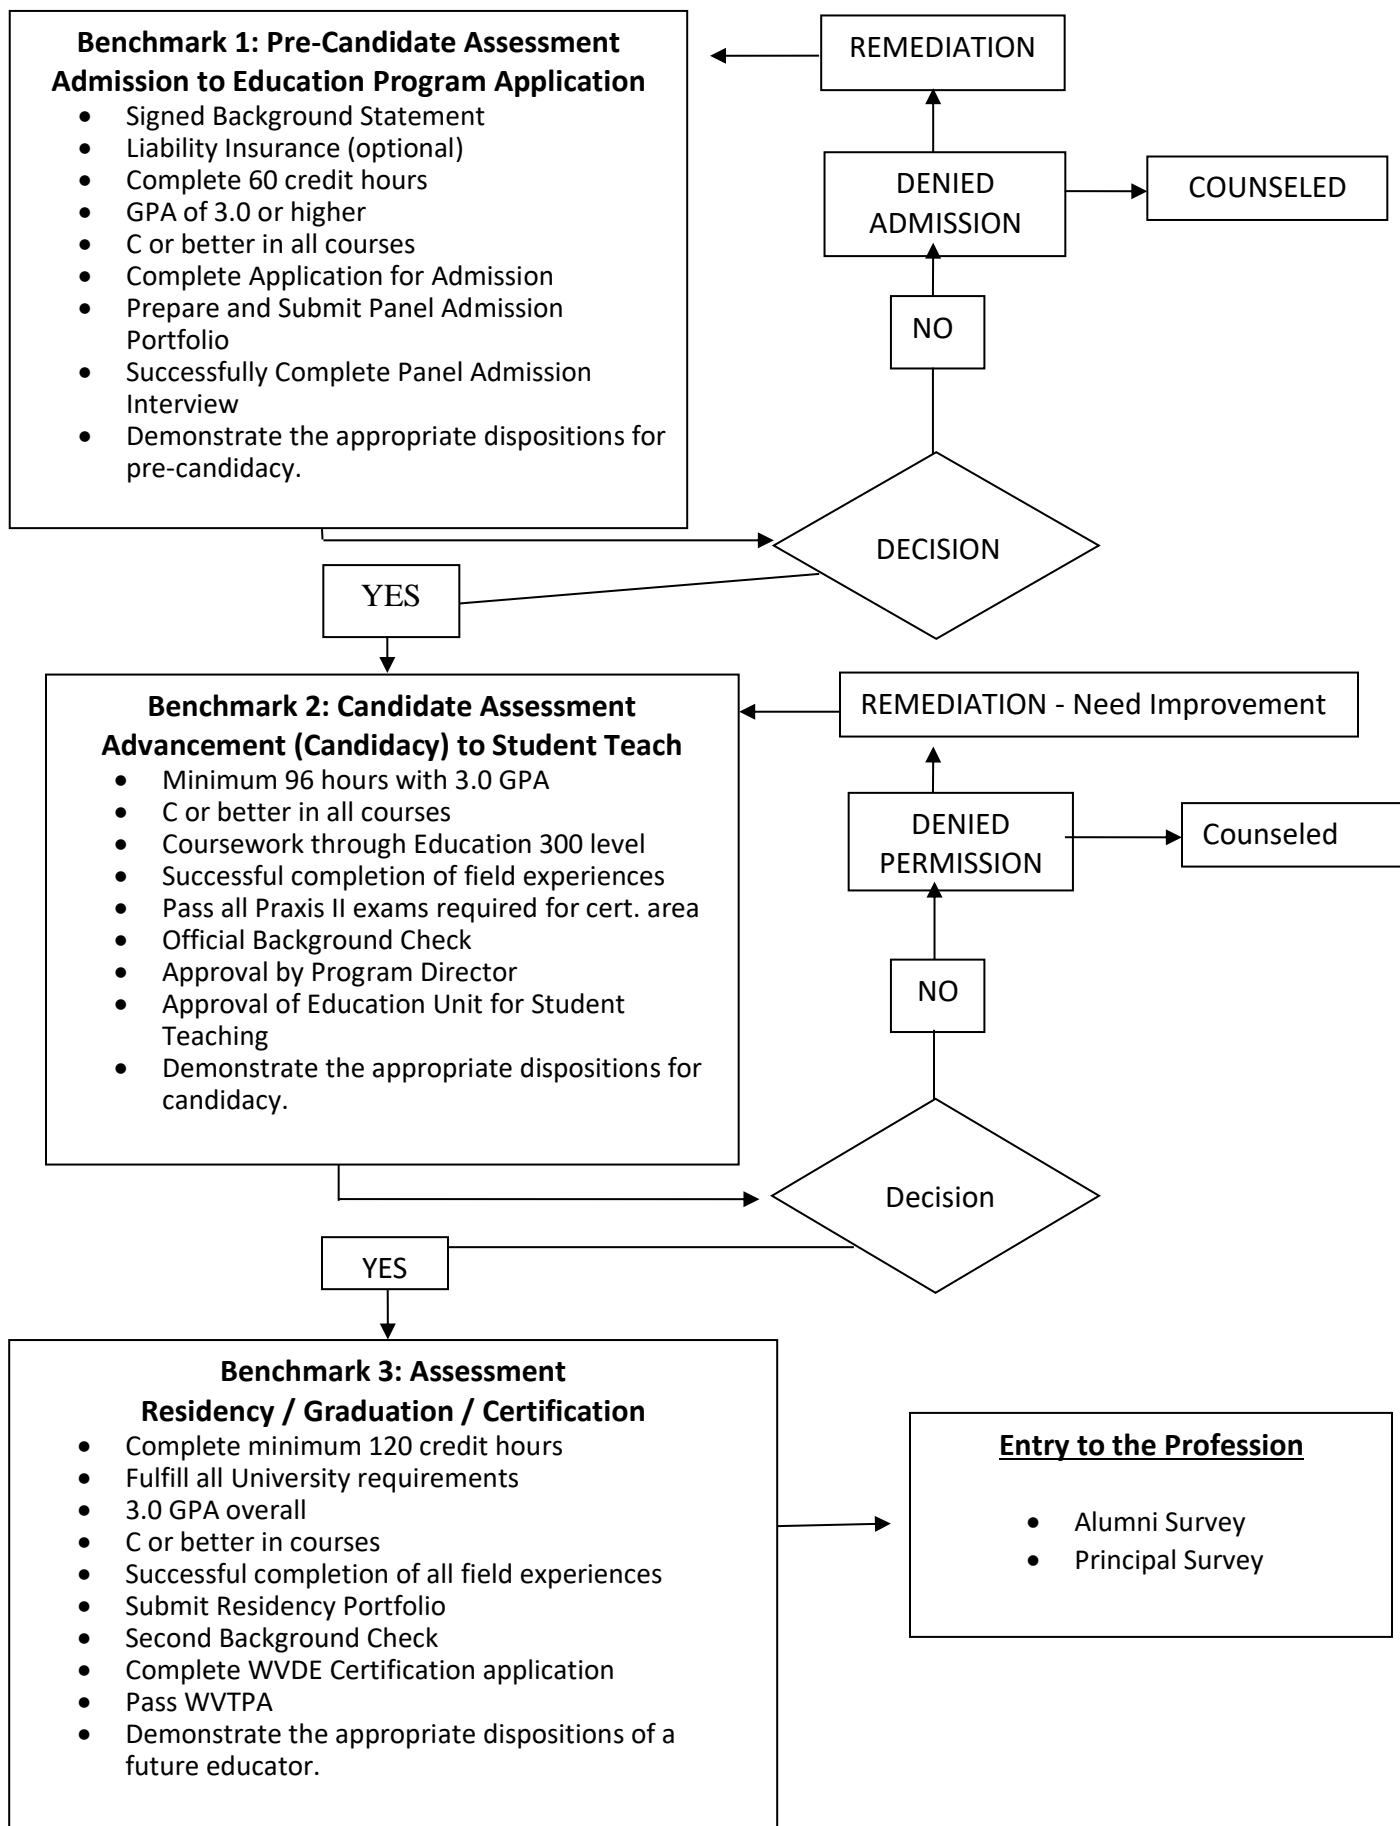 Benchmark 1: Pre-Candidate Assessment
Admission to Education Program Application
• Signed Background Statement
• Liability Insurance (optional)
• Complete 60 credit hours
• GPA of 3.0 or higher
• C or better in all courses
• Complete Application for Admission
• Prepare and Submit Panel Admission
Portfolio
• Successfully Complete Panel Admission
Interview
• Demonstrate the appropriate dispositions for
pre-candidacy.
REMEDIATION
DENIED
ADMISSION
COUNSELED
NO
DECISION
YES
Benchmark 2: Candidate Assessment
Advancement (Candidacy) to Student Teach
• Minimum 96 hours with 3.0 GPA
• C or better in all courses
• Coursework through Education 300 level
• Successful completion of field experiences
• Pass all Praxis II exams required for cert. area
• Official Background Check
• Approval by Program Director
• Approval of Education Unit for Student
Teaching
• Demonstrate the appropriate dispositions for
candidacy.
REMEDIATION - Need Improvement
DENIED
PERMISSION
Counseled
NO
Decision
YES
Benchmark 3: Assessment
Residency / Graduation / Certification
• Complete minimum 120 credit hours
• Fulfill all University requirements
• 3.0 GPA overall
• C or better in courses
• Successful completion of all field experiences
• Submit Residency Portfolio
• Second Background Check
• Complete WVDE Certification application
• Pass WVTPA
• Demonstrate the appropriate dispositions of a
future educator.
Entry to the Profession
• Alumni Survey
• Principal Survey